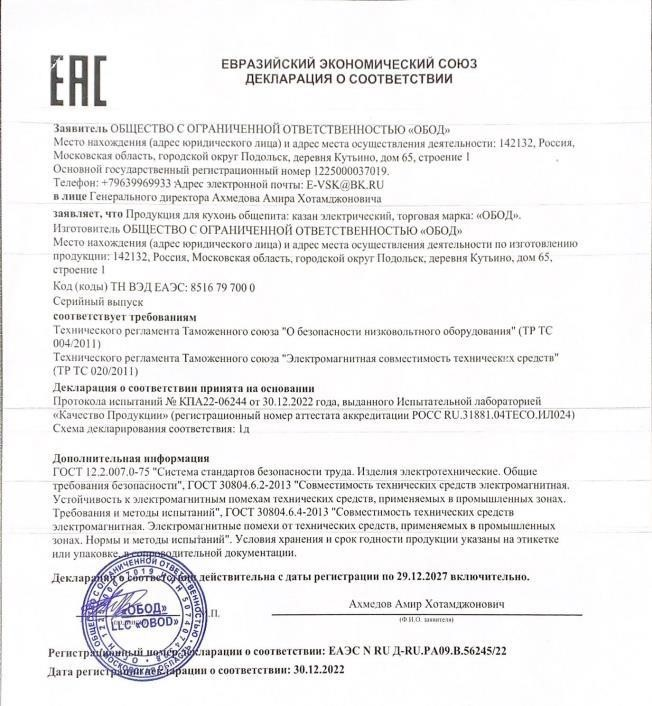 ЕАС
ЕВРАЗИЙСКИЙ ЭКОНОМИЧЕСКИЙ СОЮЗ
ДЕКЛАРАЦИЯ О СООТВЕТСТВИИ
Заявитель ОБЩЕСТВО С ОГРАНИЧЕННОЙ ОТВЕТСТВЕННОСТЬЮ «ОБОД»
Место нахождения (адрес юридического лица) и адрес места осуществления деятельности: 142132, Россия,
Московская область, городской округ Подольск, деревня Кутьино, дом 65, строение 1
Основной государственный регистрационный номер 1225000037019.
Телефон: +79639969933 Адрес электронной почты: E-VSK@BK.RU
в лице Генерального директора Ахмедова Амира Хотамджоновича
заявляет, что Продукция для кухонь общепита: казан электрический, торговая марка: «ОБОД».
Изготовитель ОБЩЕСТВО С ОГРАНИЧЕННОЙ ОТВЕТСТВЕННОСТЬЮ «ОБОД»
Место нахождения (адрес юридического лица) и адрес места осуществления деятельности по изготовлению
продукции: 142132, Россия, Московская область, городской округ Подольск, деревня Кутьино, дом 65,
строение 1
Код (коды) ТН ВЭД ЕАЭС: 8516 79 700 0
Серийный выпуск
соответствует требованиям
Технического регламента Таможенного союза "О безопасности низковольтного оборудования" (ТР ТС
004/2011)
Технического регламента Таможенного союза "Электромагнитная совместимость технических средств"
(ТР ТС 020/2011)
Декларация о соответствии принята на основании
Протокола испытаний № КПА22-06244 от 30.12.2022 года, выданного Испытательной лабораторией
«Качество Продукции» (регистрационный номер аттестата аккредитации РОСС RU.31881.04ТЕСО.ИЛ024)
Схема декларирования соответствия: 1д
Дополнительная информация
ГОСТ 12.2.007.0-75 "Система стандартов безопасности труда. Изделия электротехнические. Общие
требования безопасности", ГОСТ 30804.6.2-2013 "Совместимость технических средств электромагнитная.
Устойчивость к электромагнитным помехам технических средств, применяемых в промышленных зонах.
Требования и методы испытаний", ГОСТ 30804.6.4-2013 "Совместимость технических средств
электромагнитная. Электромагнитные помехи от технических средств, применяемых в промышленных
зонах. Нормы и методы испытаний". Условия хранения и срок годности продукции указаны на этикетке
или упаковке, в сопроводительной документации.
Декларация о соответствии действительна с даты регистрации по 29.12.2027 включительно.
«ОБОД»
LLC «OBOD»
М.П.
Ахмедов Амир Хотамджонович
(Ф.И.О. заявителя)
Регистрационный номер декларации о соответствии: ЕАЭС N RU Д-RU.РА09.В.56245/22
Дата регистрации декларации о соответствии: 30.12.2022